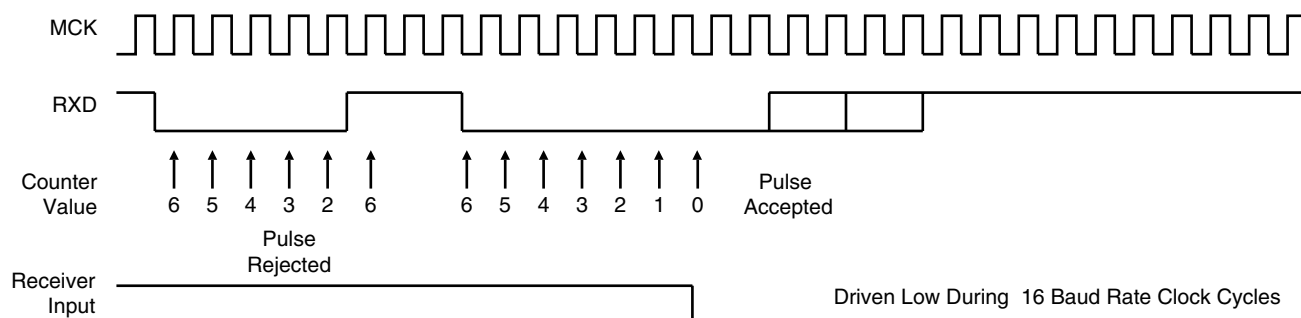 MCK
RXD
Counter
Value
6 5 4 3 2 6 6 5 4 3 2 1 0
Pulse
Accepted
Pulse
Rejected
Receiver
Input
Driven Low During 16 Baud Rate Clock Cycles